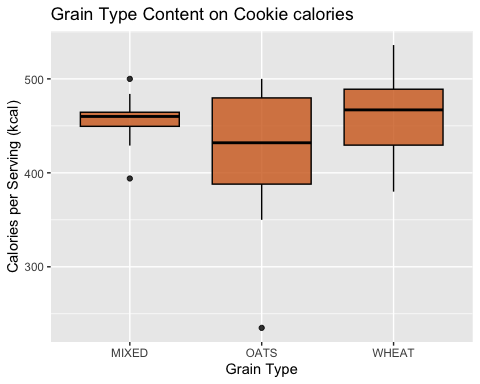 Grain Type Content on Cookie calories
Calories per Serving (kcal)
500
400
300
MIXED OATS WHEAT
Grain Type